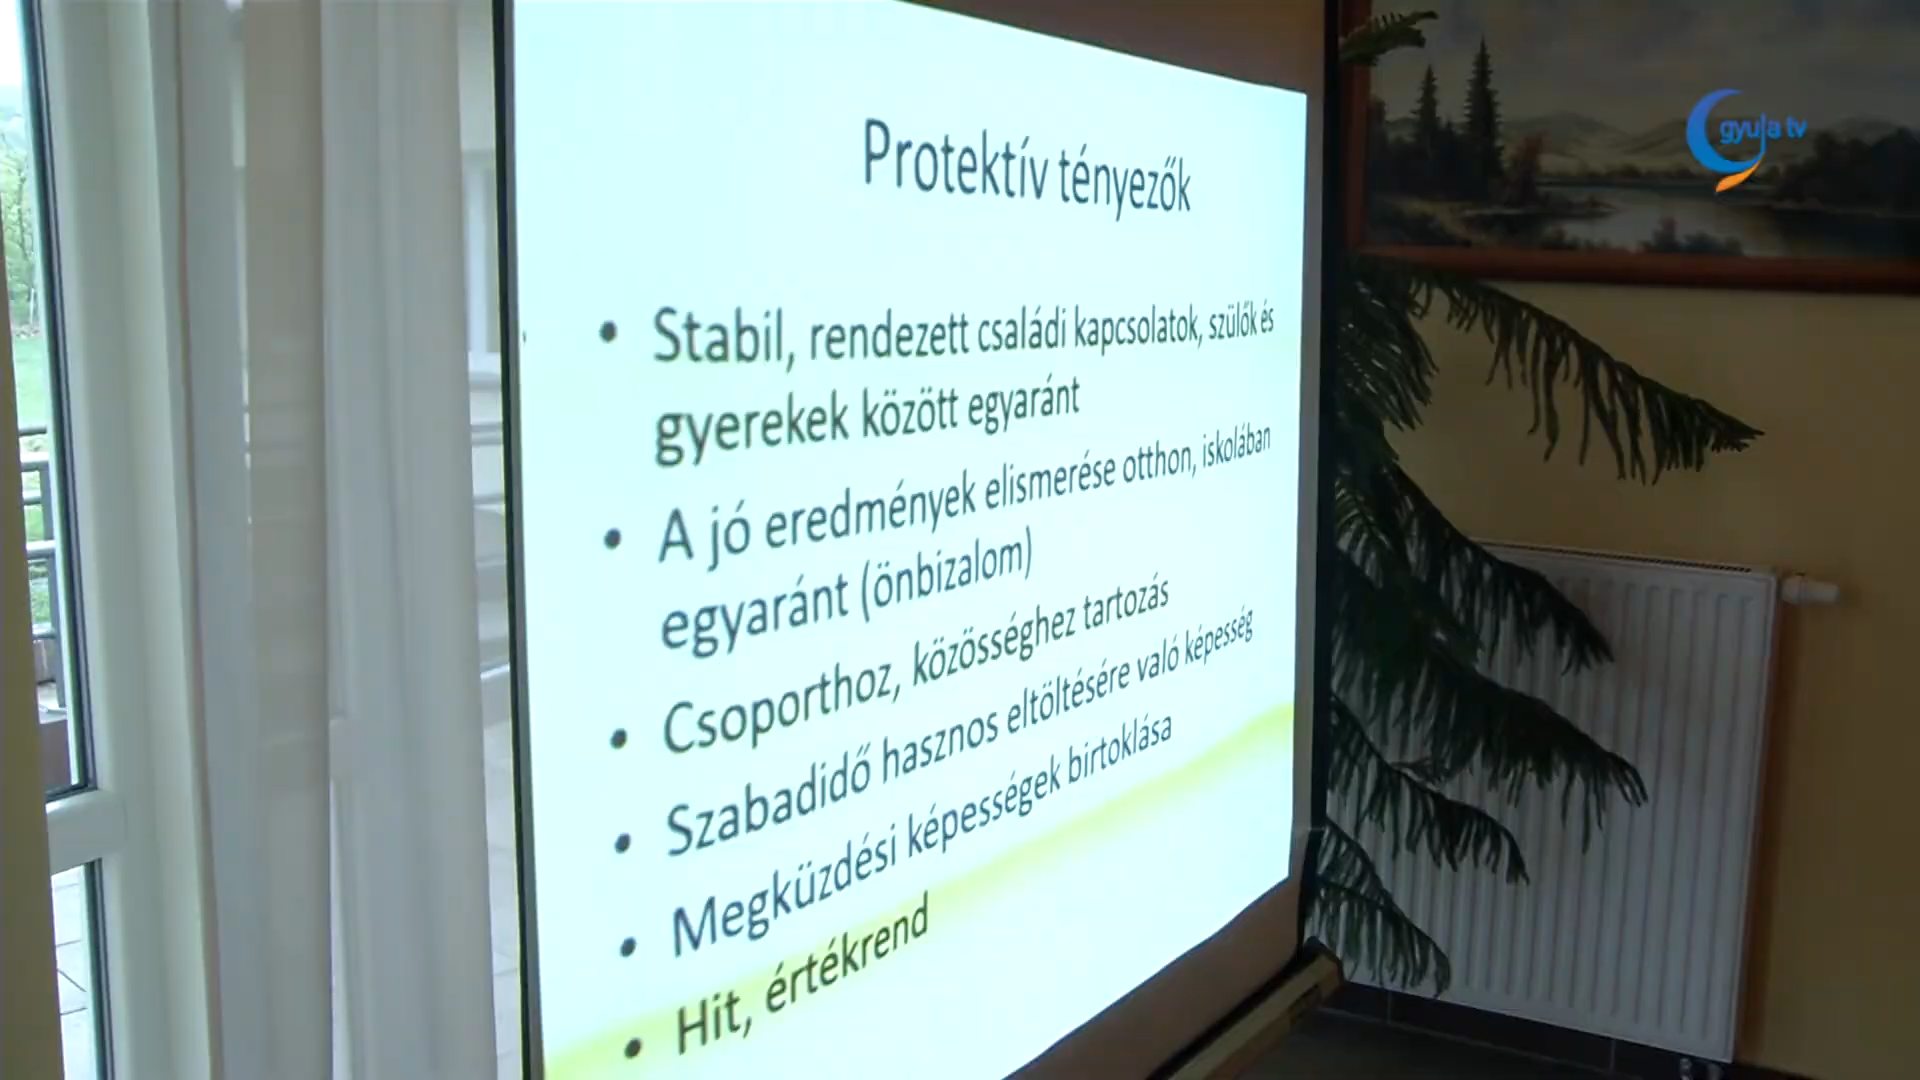 gyula tv
Protektív tényezők
• Stabil, rendezett családi kapcsolatok, szülők és
gyerekek között egyaránt
• A jó eredmények elismerése otthon, iskolában
egyaránt (önbizalom)
• Csoporthoz, közösséghez tartozás
• Szabadidő hasznos eltöltésére való képesség
• Megküzdési képességek birtoklása
• Hit, értékrend